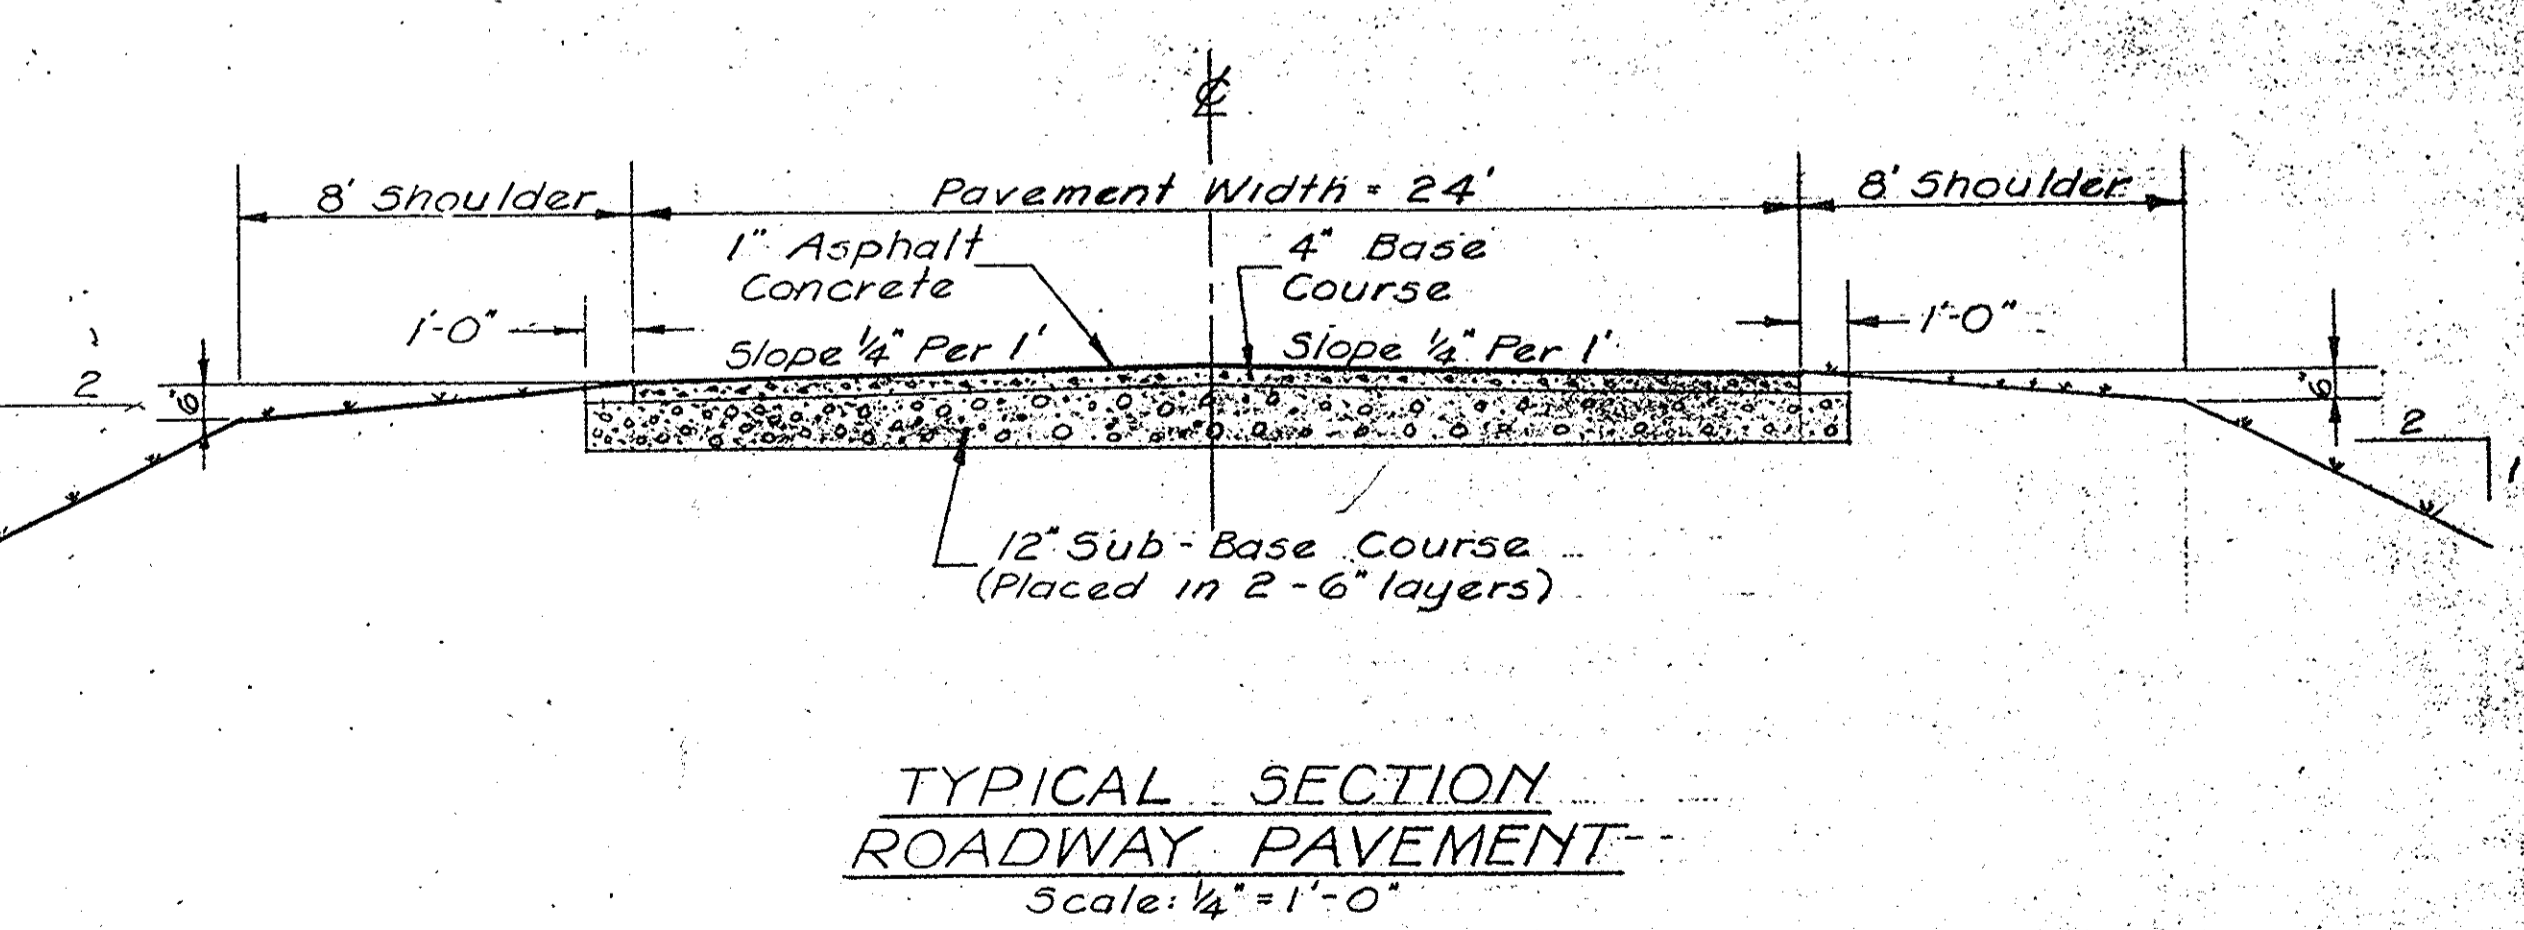 ℄
8' Shoulder
Pavement Width = 24'
8' Shoulder
1" Asphalt
Concrete
4" Base
Course
1'-0"
1'-0"
Slope 1/4" Per 1'
Slope 1/4" Per 1'
2
6"
6"
2
1
12" Sub-Base Course
(Placed in 2-6" layers)
TYPICAL SECTION
ROADWAY PAVEMENT
Scale: 1/4" = 1'-0"